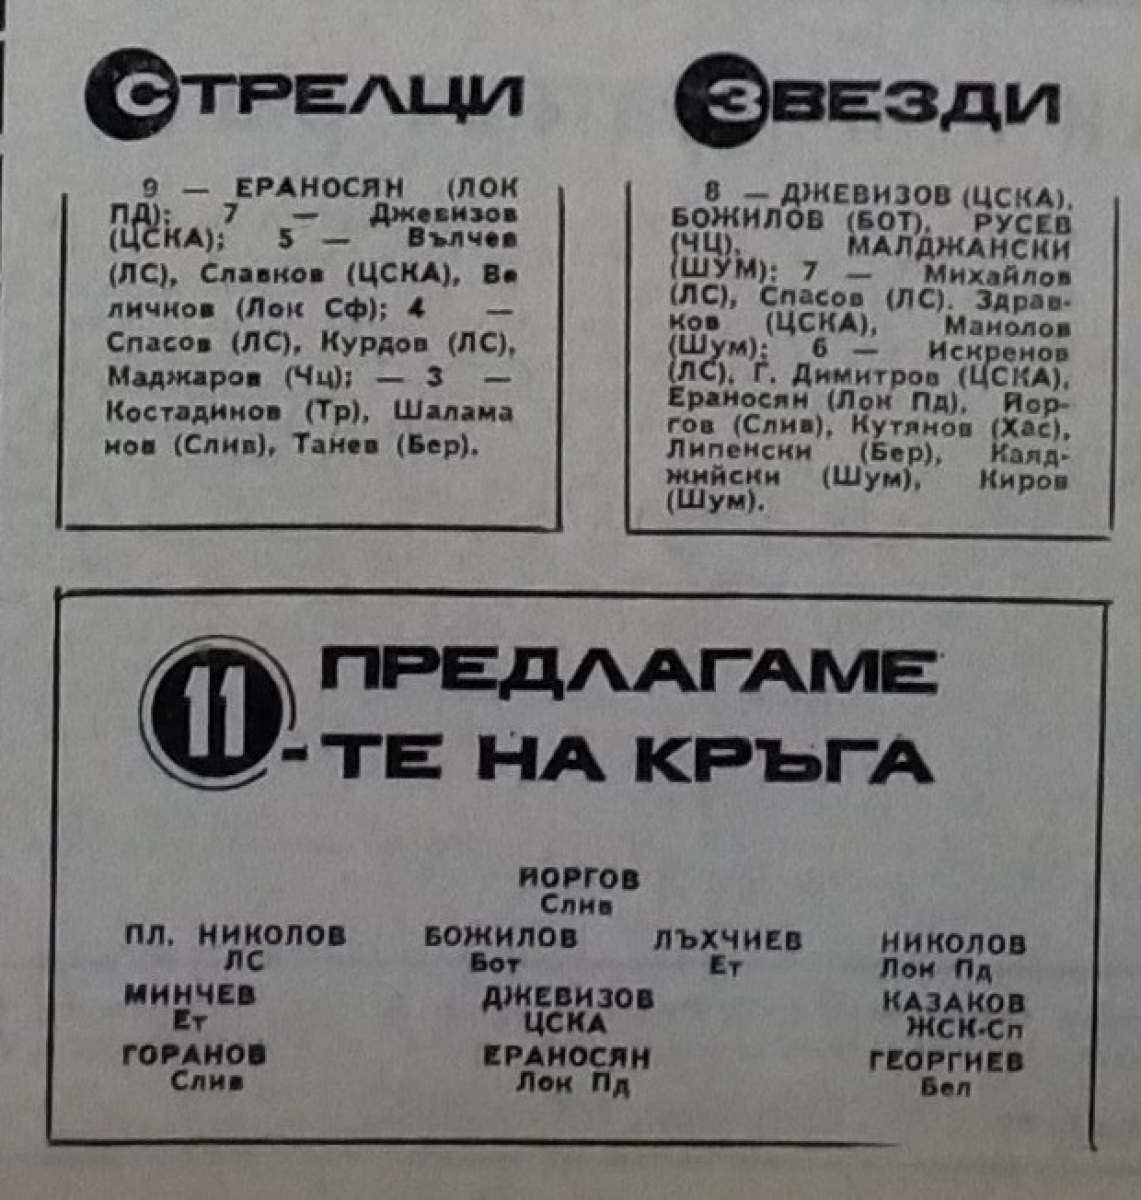 СТРЕЛЦИ
9 — ЕРАНОСЯН (ЛОК
ПД); 7 — Джевизов
(ЦСКА); 5 — Вълчев
(ЛС), Славков (ЦСКА), Ве
личков (Лок Сф); 4 —
Спасов (ЛС), Курдов (ЛС),
Маджаров (Чц); — 3 —
Костадинов (Тр), Шалама
нов (Слив), Танев (Бер).
ЗВЕЗДИ
8 — ДЖЕВИЗОВ (ЦСКА),
БОЖИЛОВ (БОТ), РУСЕВ
(ЧЦ), МАЛДЖАНСКИ
(ШУМ); 7 — Михайлов
(ЛС), Спасов (ЛС). Здрав-
ков (ЦСКА), Манолов
(Шум); 6 — Искренов
(ЛС), Г. Димитров (ЦСКА),
Ераносян (Лок Пд), Йор-
гов (Слив), Кутянов (Хас),
Липенски (Бер), Каяд-
жийски (Шум), Киров
(Шум).
ПРЕДЛАГАМЕ
11-ТЕ НА КРЪГА
ЙОРГОВ
Слив
ПЛ. НИКОЛОВ БОЖИЛОВ ЛЪХЧИЕВ НИКОЛОВ
ЛС Бот Ет Лок Пд
МИНЧЕВ ДЖЕВИЗОВ КАЗАКОВ
Ет ЦСКА ЖСК-Сп
ГОРАНОВ ЕРАНОСЯН ГЕОРГИЕВ
Слив Лок Пд Бел